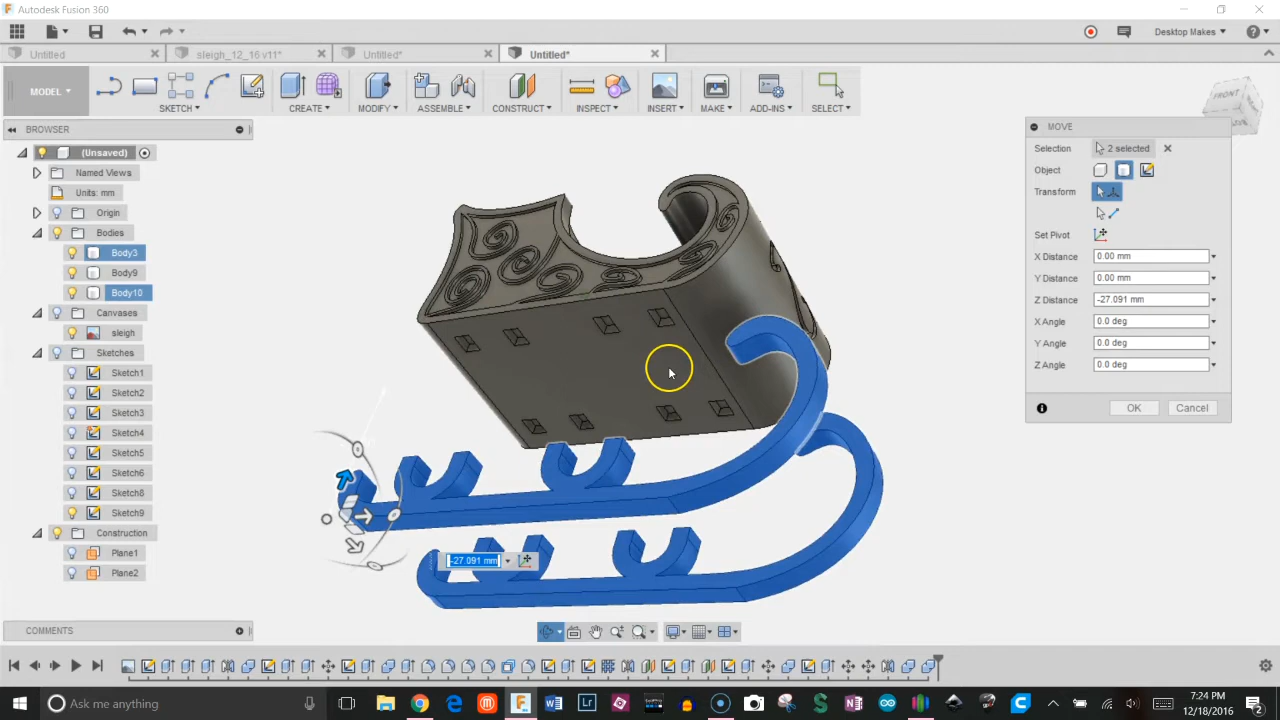 Autodesk Fusion 360
Desktop Makes
Untitled
sleigh_12_16 v11*
Untitled*
Untitled*
MODEL
SKETCH
CREATE
MODIFY
ASSEMBLE
CONSTRUCT
INSPECT
INSERT
MAKE
ADD-INS
SELECT
BROWSER
(Unsaved)
Named Views
Units: mm
Origin
Bodies
Body3
Body9
Body10
Canvases
sleigh
Sketches
Sketch1
Sketch2
Sketch3
Sketch4
Sketch5
Sketch6
Sketch8
Sketch9
Construction
Plane1
Plane2
FRONT
MOVE
Selection 2 selected
Object
Transform
Set Pivot
X Distance 0.00 mm
Y Distance 0.00 mm
Z Distance -27.091 mm
X Angle 0.0 deg
Y Angle 0.0 deg
Z Angle 0.0 deg
OK Cancel
-27.091 mm
COMMENTS
Ask me anything
7:24 PM
12/18/2016